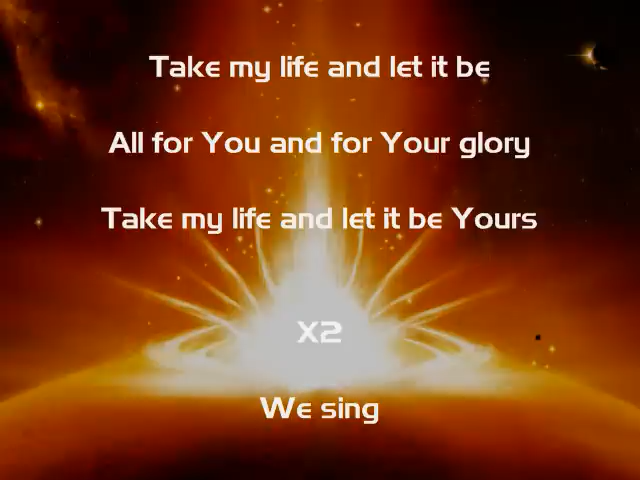 Take my life and let it be
All for You and for Your glory
Take my life and let it be Yours
X2
We sing